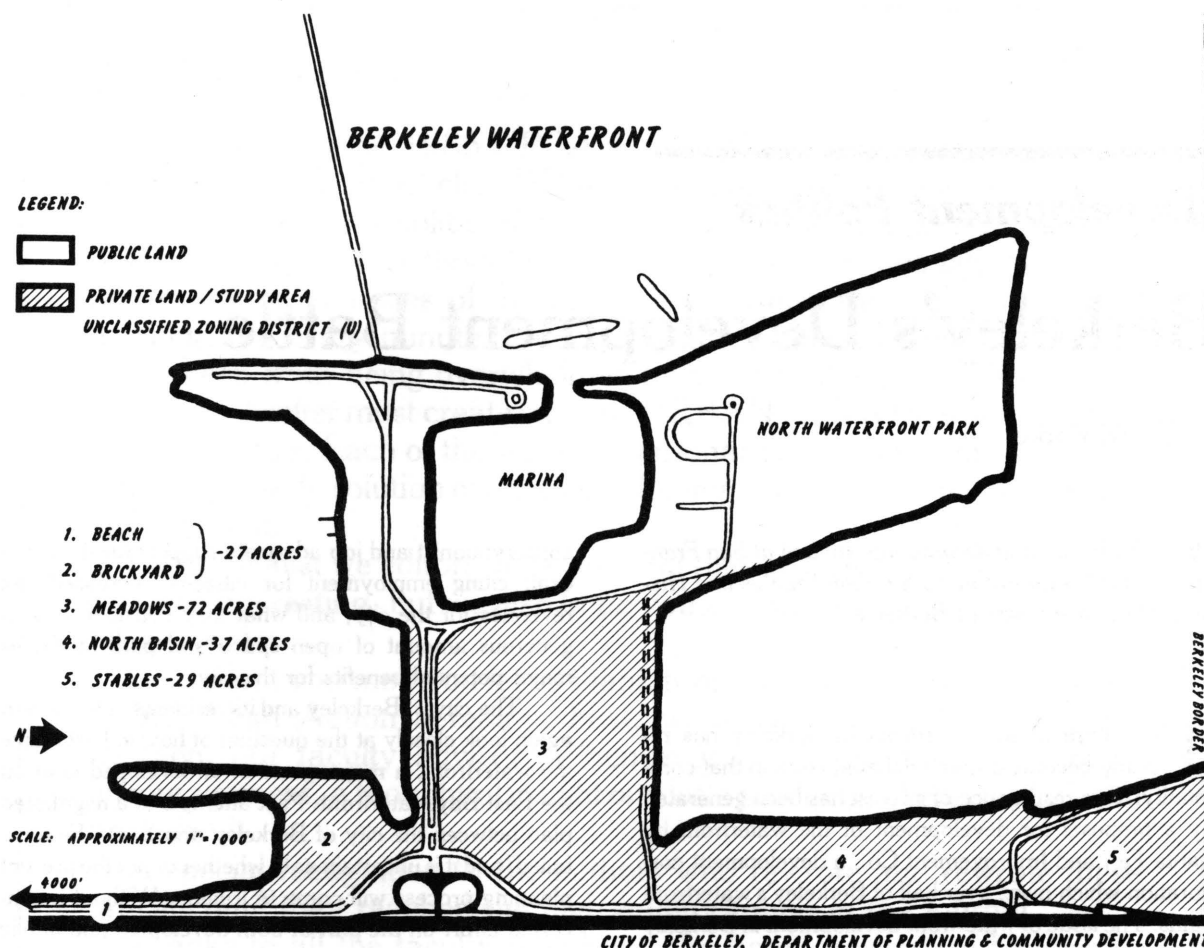 BERKELEY WATERFRONT
LEGEND:
PUBLIC LAND
PRIVATE LAND / STUDY AREA
UNCLASSIFIED ZONING DISTRICT (U)
NORTH WATERFRONT PARK
MARINA
1. BEACH
2. BRICKYARD
-27 ACRES
3. MEADOWS -72 ACRES
4. NORTH BASIN -37 ACRES
5. STABLES -29 ACRES
N
BERKELEY BORDER
3
SCALE: APPROXIMATELY 1"=1000'
2
4
5
4000'
1
CITY OF BERKELEY. DEPARTMENT OF PLANNING & COMMUNITY DEVELOPMENT